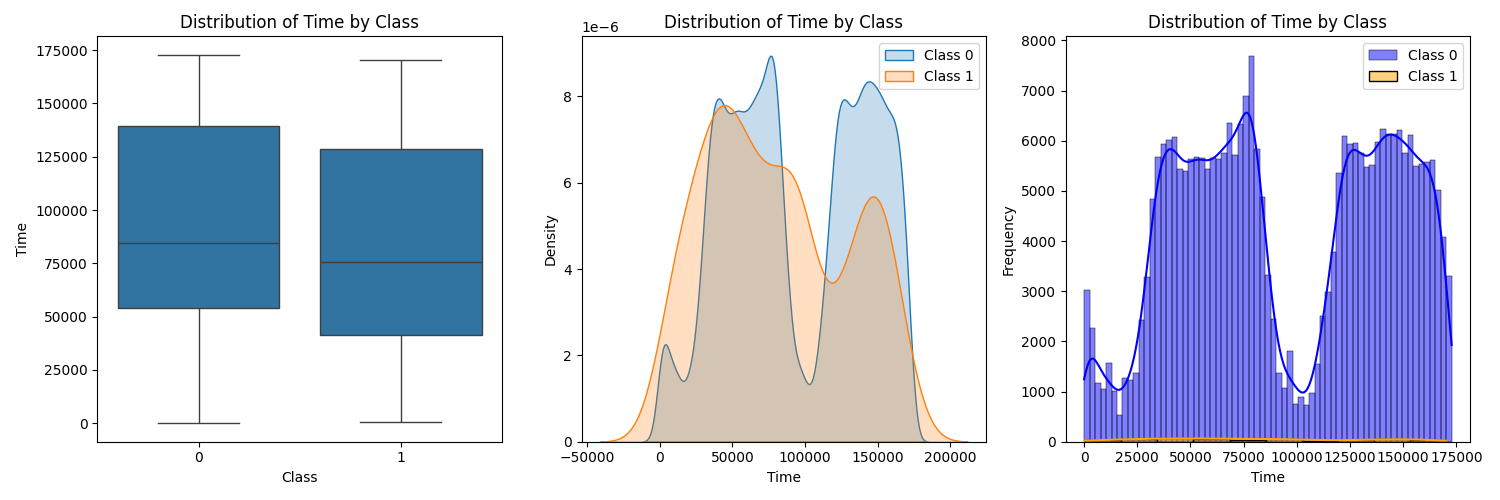 Distribution of Time by Class
175000
150000
125000
100000
75000
50000
25000
0
Time
0
1
Class
Distribution of Time by Class
1e−6
Class 0
Class 1
8
6
4
2
0
Density
−50000
0
50000
100000
150000
200000
Time
Distribution of Time by Class
Class 0
Class 1
8000
7000
6000
5000
4000
3000
2000
1000
0
Frequency
0
25000
50000
75000
100000
125000
150000
175000
Time